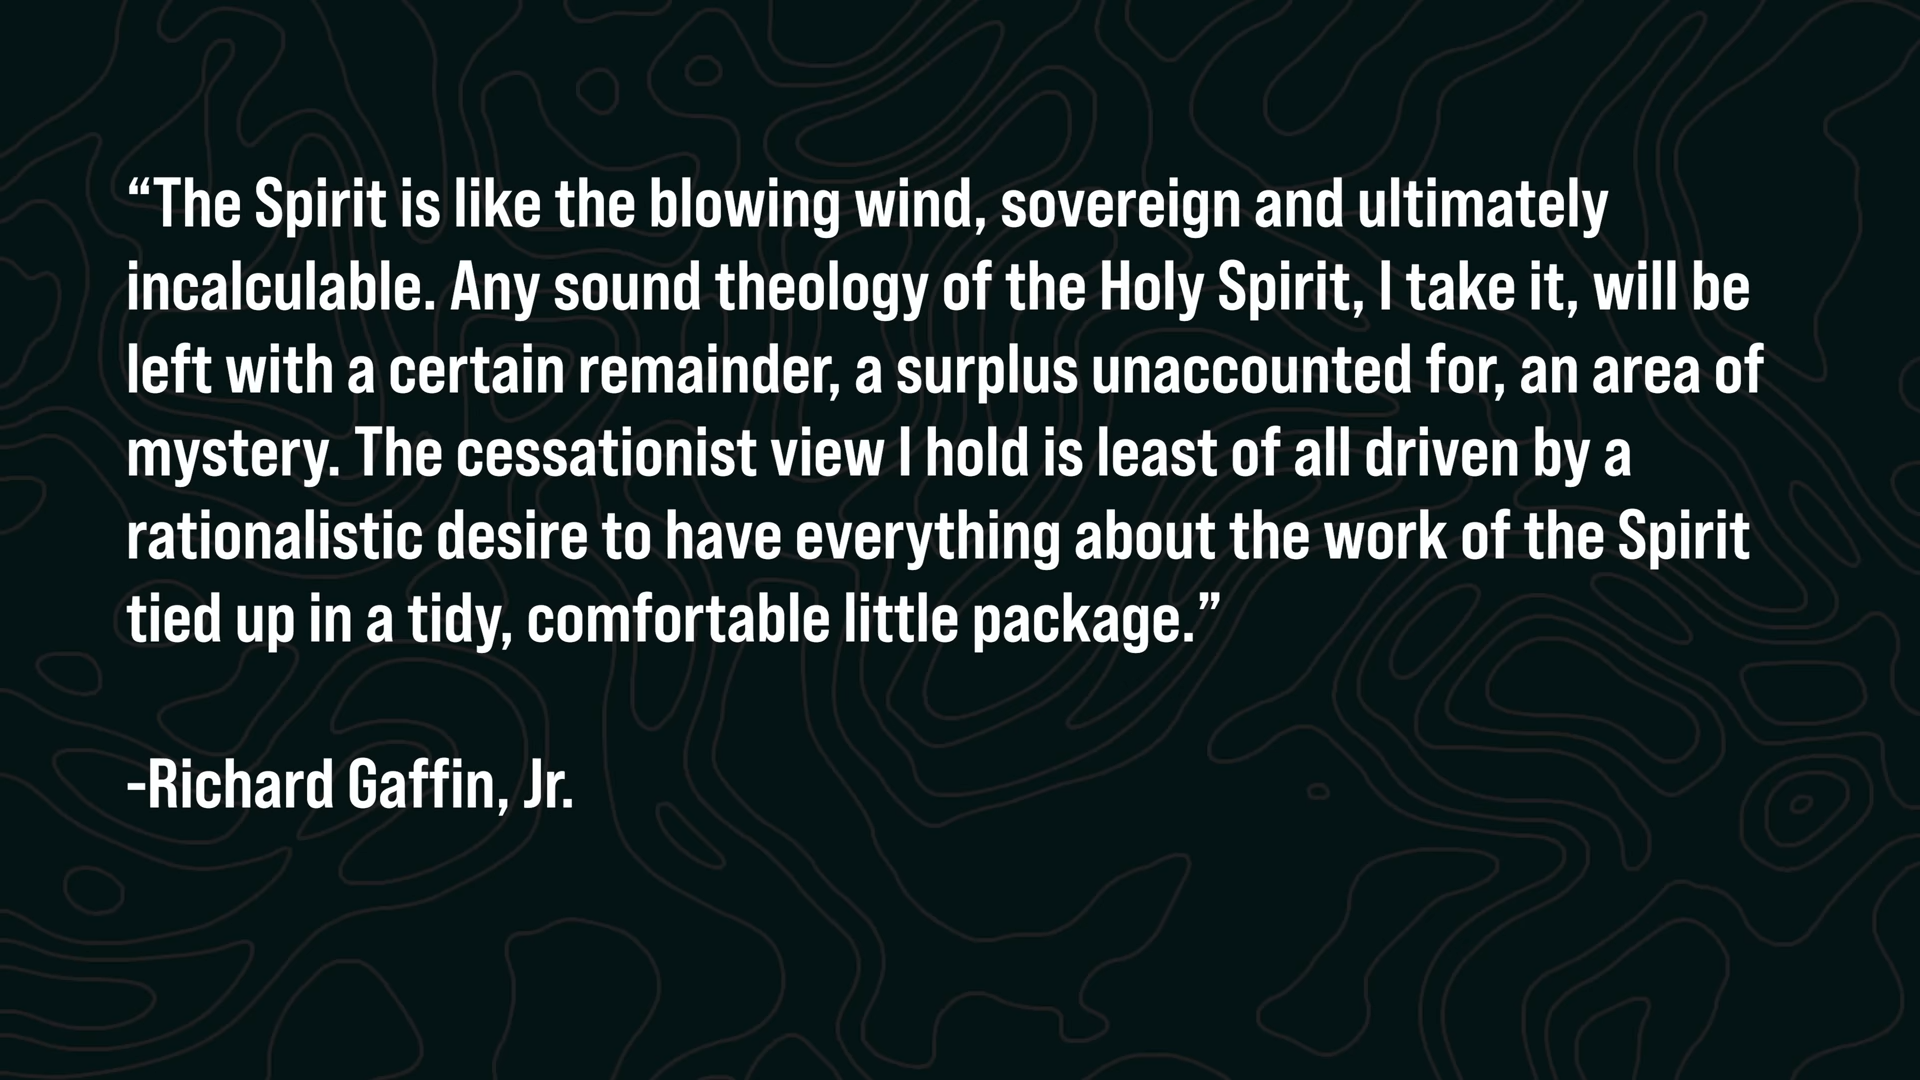 “The Spirit is like the blowing wind, sovereign and ultimately
incalculable. Any sound theology of the Holy Spirit, I take it, will be
left with a certain remainder, a surplus unaccounted for, an area of
mystery. The cessationist view I hold is least of all driven by a
rationalistic desire to have everything about the work of the Spirit
tied up in a tidy, comfortable little package.”
-Richard Gaffin, Jr.